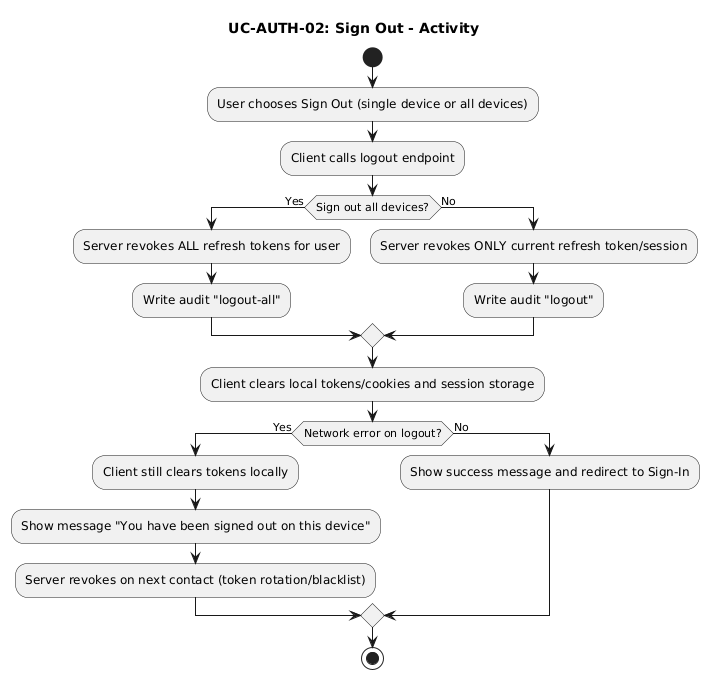 UC-AUTH-02: Sign Out - Activity
User chooses Sign Out (single device or all devices)
Client calls logout endpoint
Sign out all devices?
Yes
No
Server revokes ALL refresh tokens for user
Server revokes ONLY current refresh token/session
Write audit "logout-all"
Write audit "logout"
Client clears local tokens/cookies and session storage
Network error on logout?
Yes
No
Client still clears tokens locally
Show success message and redirect to Sign-In
Show message "You have been signed out on this device"
Server revokes on next contact (token rotation/blacklist)